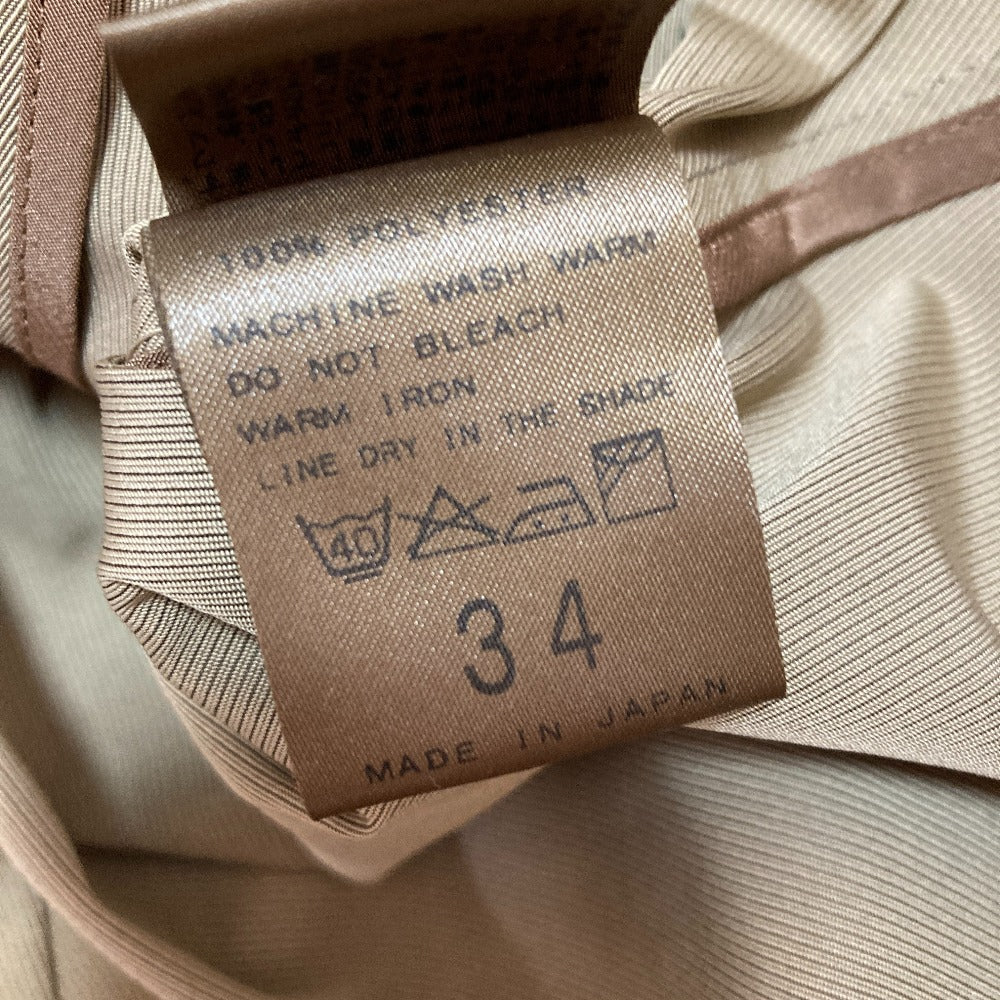 100% POLYESTER
MACHINE WASH WARM
DO NOT BLEACH
WARM IRON
LINE DRY IN THE SHADE
40
34
MADE IN JAPAN